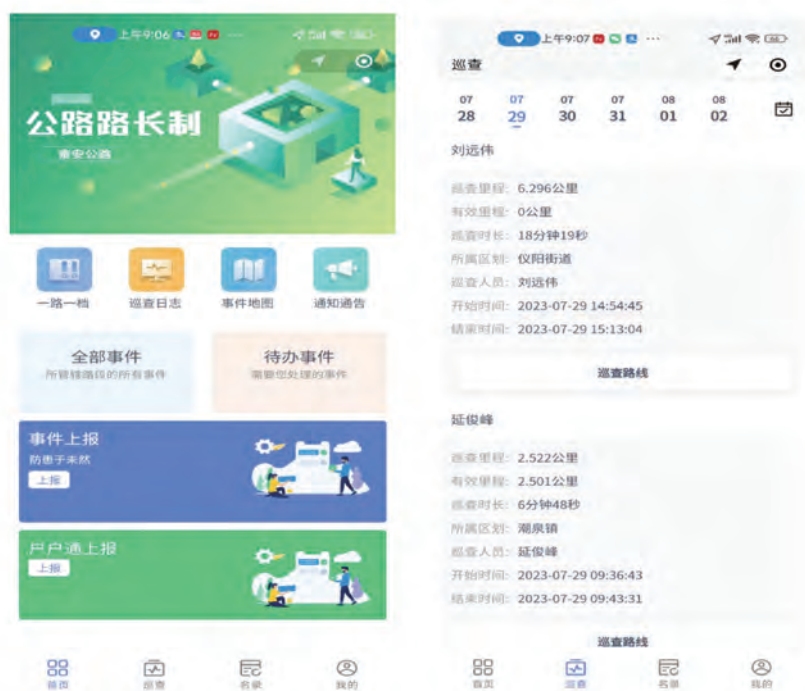 上午9:06
公路路长制
泰安公路
一路一档
巡查日志
事件地图
通知通告
全部事件
所管辖路段的所有事件
待办事件
需要您处理的事件
事件上报
防患于未然
上报
户户通上报
上报
首页
巡查
名录
我的
上午9:07
巡查
07
28
07
29
07
30
07
31
08
01
08
02
刘远伟
巡查里程: 6.296公里
有效里程: 0公里
巡查时长: 18分钟19秒
所属区划: 仪阳街道
巡查人员: 刘远伟
开始时间: 2023-07-29 14:54:45
结束时间: 2023-07-29 15:13:04
巡查路线
延俊峰
巡查里程: 2.522公里
有效里程: 2.501公里
巡查时长: 6分钟48秒
所属区划: 潮泉镇
巡查人员: 延俊峰
开始时间: 2023-07-29 09:36:43
结束时间: 2023-07-29 09:43:31
巡查路线
首页
巡查
名录
我的